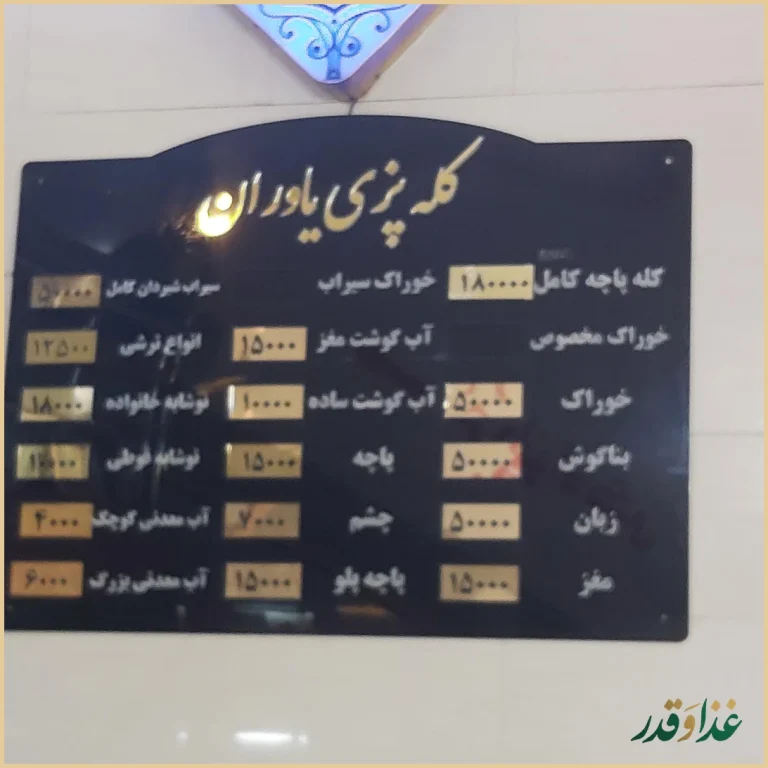 کله پزی یاوران
کله پاچه کامل ۱۸۰۰۰۰ خوراک سیراب سیراب شیردان کامل ۵۰۰۰۰
خوراک مخصوص آب گوشت مغز ۱۵۰۰۰ انواع ترشی ۱۲۵۰۰
خوراک ۵۰۰۰۰ آب گوشت ساده ۱۰۰۰۰ نوشابه خانواده ۱۸۰۰۰
بناگوش ۵۰۰۰۰ پاچه ۱۵۰۰۰ نوشابه قوطی ۱۰۰۰۰
زبان ۵۰۰۰۰ چشم ۷۰۰۰ آب معدنی کوچک ۴۰۰۰
مغز ۱۵۰۰۰ پاچه پلو ۱۵۰۰۰ آب معدنی بزرگ ۶۰۰۰
غذا و قدر